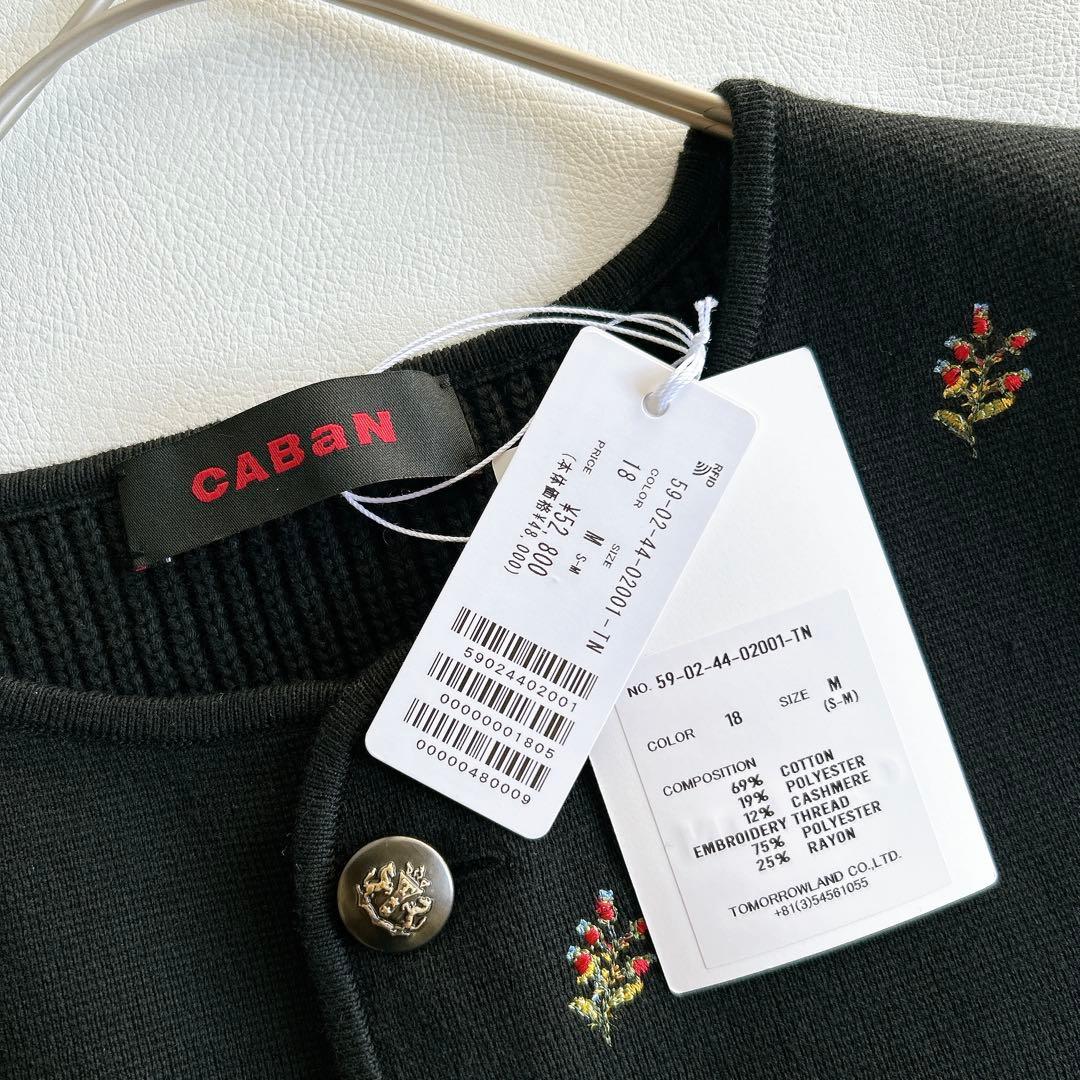 CABaN
RFID
59-02-44-02001-TN
COLOR SIZE
18 M S-M
PRICE
¥52,800
(本体価格¥48,000)
59024402001
00000001805
00000480009
NO. 59-02-44-02001-TN
COLOR 18 SIZE M
(S-M)
COMPOSITION
69% COTTON
19% POLYESTER
12% CASHMERE
EMBROIDERY THREAD
75% POLYESTER
25% RAYON
TOMORROWLAND CO.,LTD.
+81(3)54561055